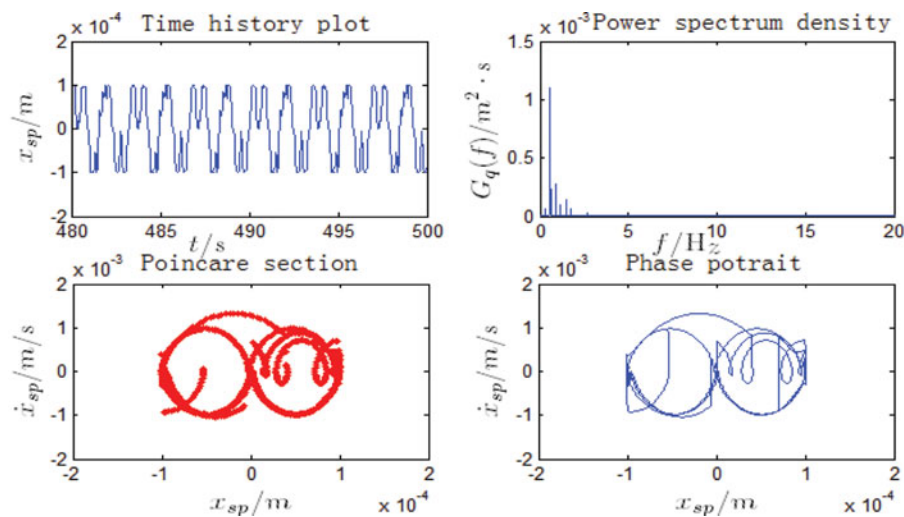 × 10⁻⁴ Time history plot
2
1
0
-1
-2
x_sp/m
480 485 490 495 500
t/s
× 10⁻³ Power spectrum density
1.5
1
0.5
0
G_q(f)/m²·s
0 5 10 15 20
f/Hz
× 10⁻³ Poincare section
2
1
0
-1
-2
ẋ_sp/m/s
-2 -1 0 1 2
x_sp/m
× 10⁻⁴
× 10⁻³ Phase potrait
2
1
0
-1
-2
ẋ_sp/m/s
-2 -1 0 1 2
x_sp/m
× 10⁻⁴